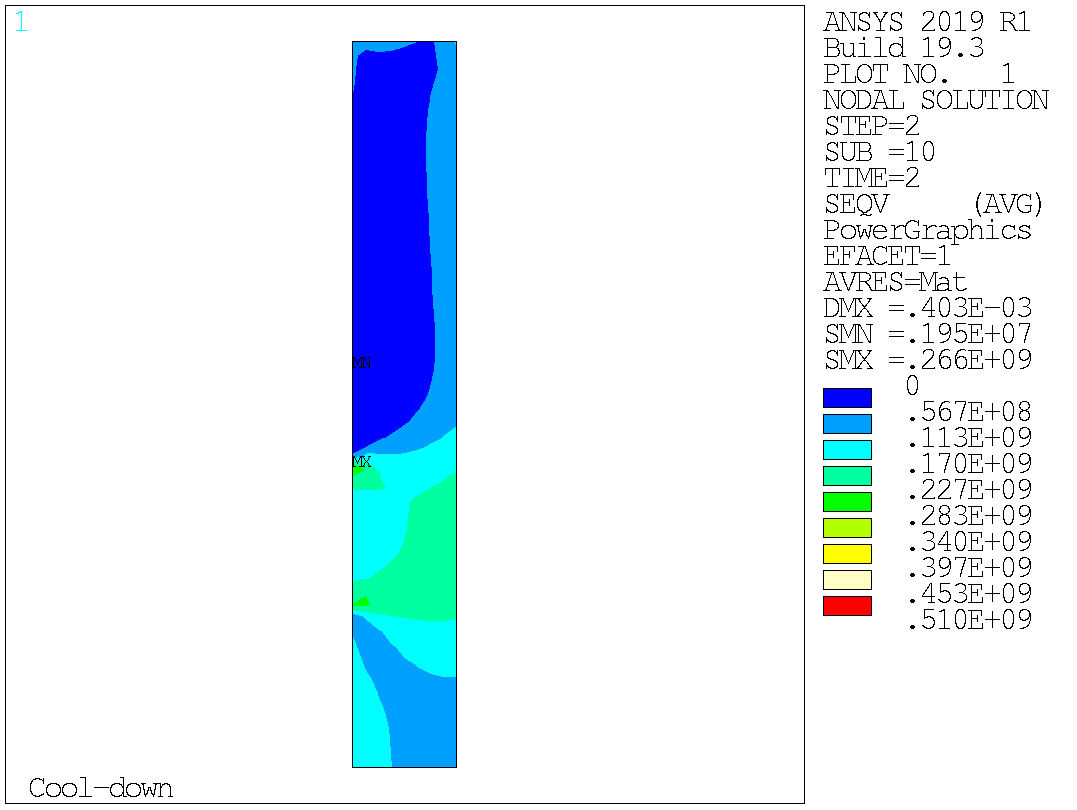 1
ANSYS 2019 R1
Build 19.3
PLOT NO.   1
NODAL SOLUTION
STEP=2
SUB =10
TIME=2
SEQV     (AVG)
PowerGraphics
EFACET=1
AVRES=Mat
DMX =.403E-03
SMN =.195E+07
SMX =.266E+09
0
.567E+08
.113E+09
.170E+09
.227E+09
.283E+09
.340E+09
.397E+09
.453E+09
.510E+09
MN
MX
Cool-down